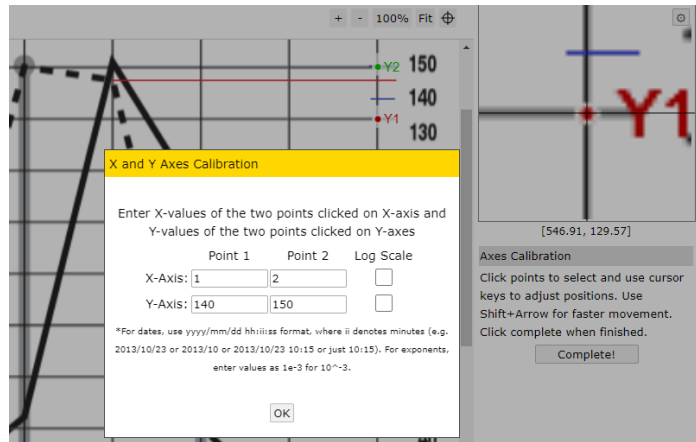 + - 100% Fit
Y2 150
140
Y1
130
Y1
[546.91, 129.57]
X and Y Axes Calibration
Enter X-values of the two points clicked on X-axis and
Y-values of the two points clicked on Y-axes
Point 1 Point 2 Log Scale
X-Axis: 1 2
Y-Axis: 140 150
*For dates, use yyyy/mm/dd hh:ii:ss format, where ii denotes minutes (e.g.
2013/10/23 or 2013/10 or 2013/10/23 10:15 or just 10:15). For exponents,
enter values as 1e-3 for 10^-3.
OK
Axes Calibration
Click points to select and use cursor
keys to adjust positions. Use
Shift+Arrow for faster movement.
Click complete when finished.
Complete!